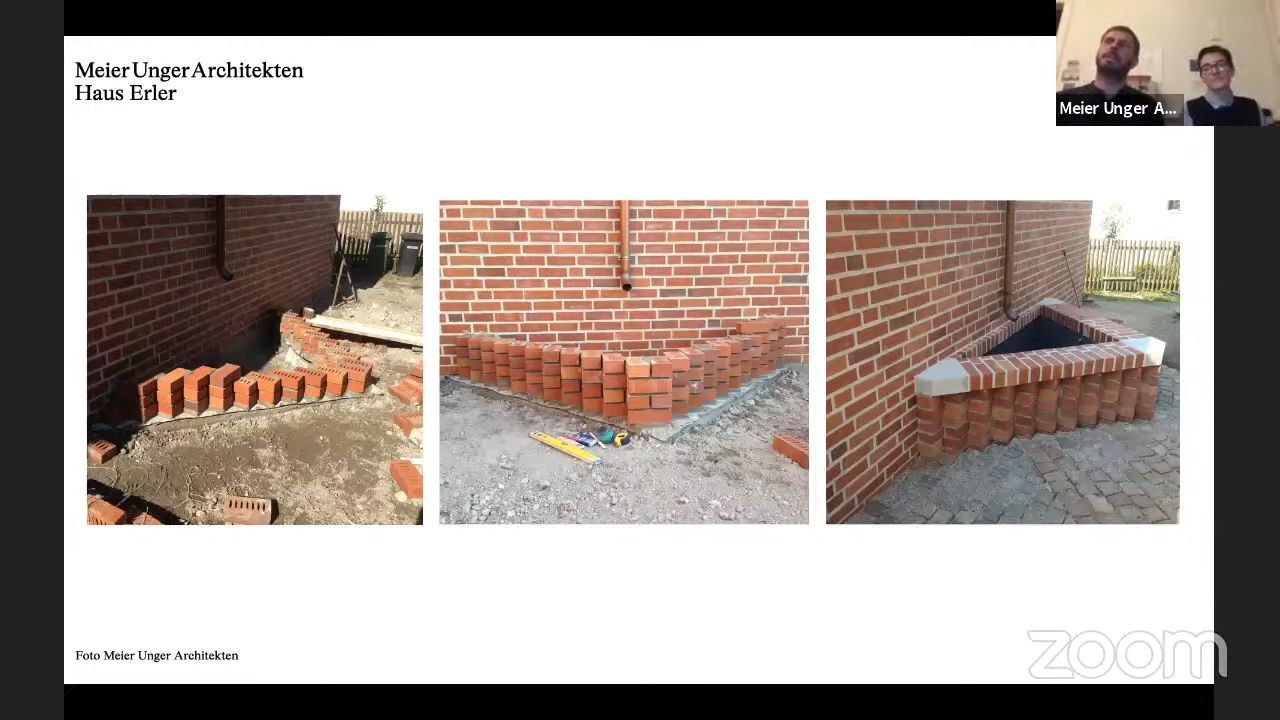 Meier Unger Architekten
Haus Erler
Meier Unger A...
Foto Meier Unger Architekten
zoom